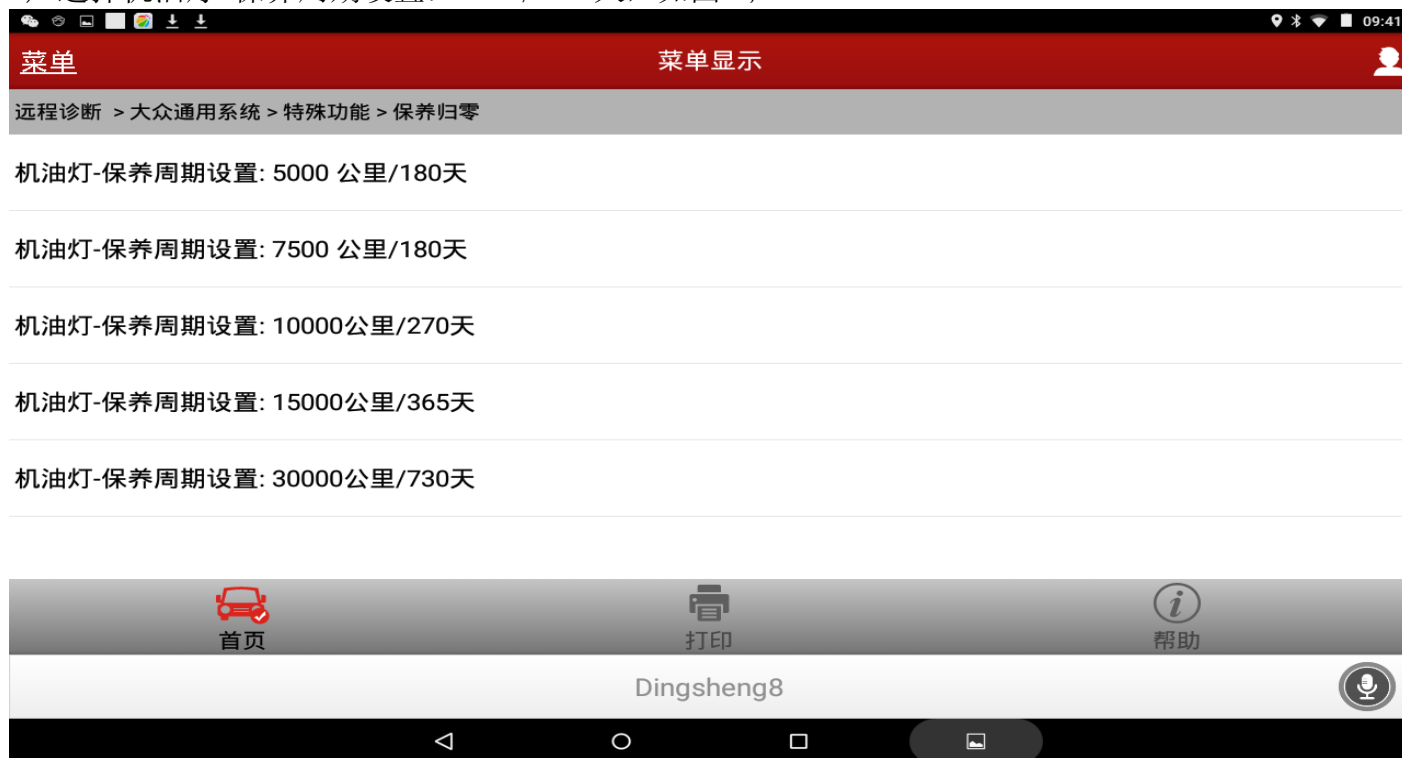 09:41
菜单
菜单显示
远程诊断 > 大众通用系统 > 特殊功能 > 保养归零
机油灯-保养周期设置: 5000 公里/180天
机油灯-保养周期设置: 7500 公里/180天
机油灯-保养周期设置: 10000公里/270天
机油灯-保养周期设置: 15000公里/365天
机油灯-保养周期设置: 30000公里/730天
首页
打印
帮助
Dingsheng8